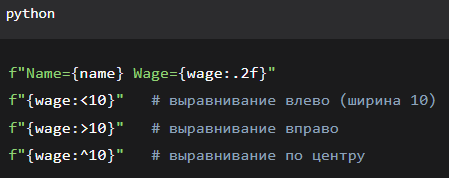 python
f"Name={name} Wage={wage:.2f}"
f"{wage:<10}"   # выравнивание влево (ширина 10)
f"{wage:>10}"   # выравнивание вправо
f"{wage:^10}"   # выравнивание по центру